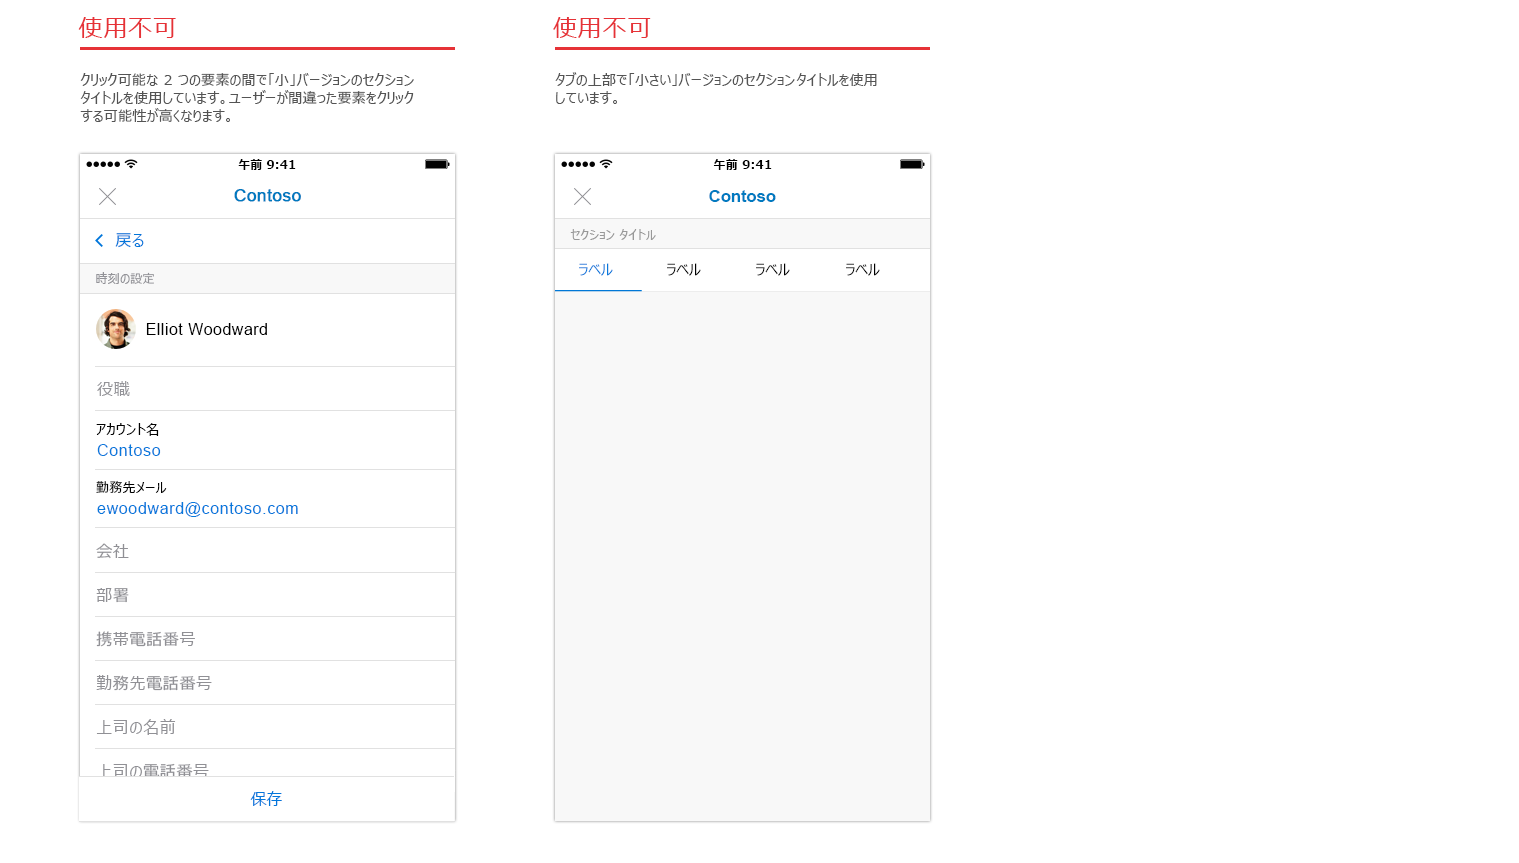 使用不可
クリック可能な 2 つの要素の間で「小」バージョンのセクション
タイトルを使用しています。ユーザーが間違った要素をクリック
する可能性が高くなります。
午前 9:41
Contoso
戻る
時刻の設定
Elliot Woodward
役職
アカウント名
Contoso
勤務先メール
ewoodward@contoso.com
会社
部署
携帯電話番号
勤務先電話番号
上司の名前
上司の電話番号
保存
使用不可
タブの上部で「小さい」バージョンのセクションタイトルを使用
しています。
午前 9:41
Contoso
セクション タイトル
ラベル ラベル ラベル ラベル